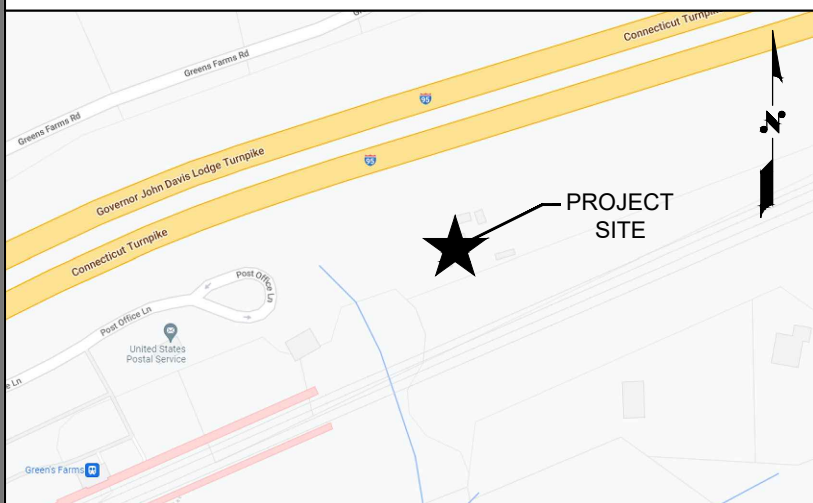 Connecticut Turnpi
Greens Farms Rd
Greens Farms Rd
95
Governor John Davis Lodge Turnpike
95
N
PROJECT
SITE
Connecticut Turnpike
Post Office Ln
Post Office Ln
United States
Postal Service
e Ln
Green's Farms